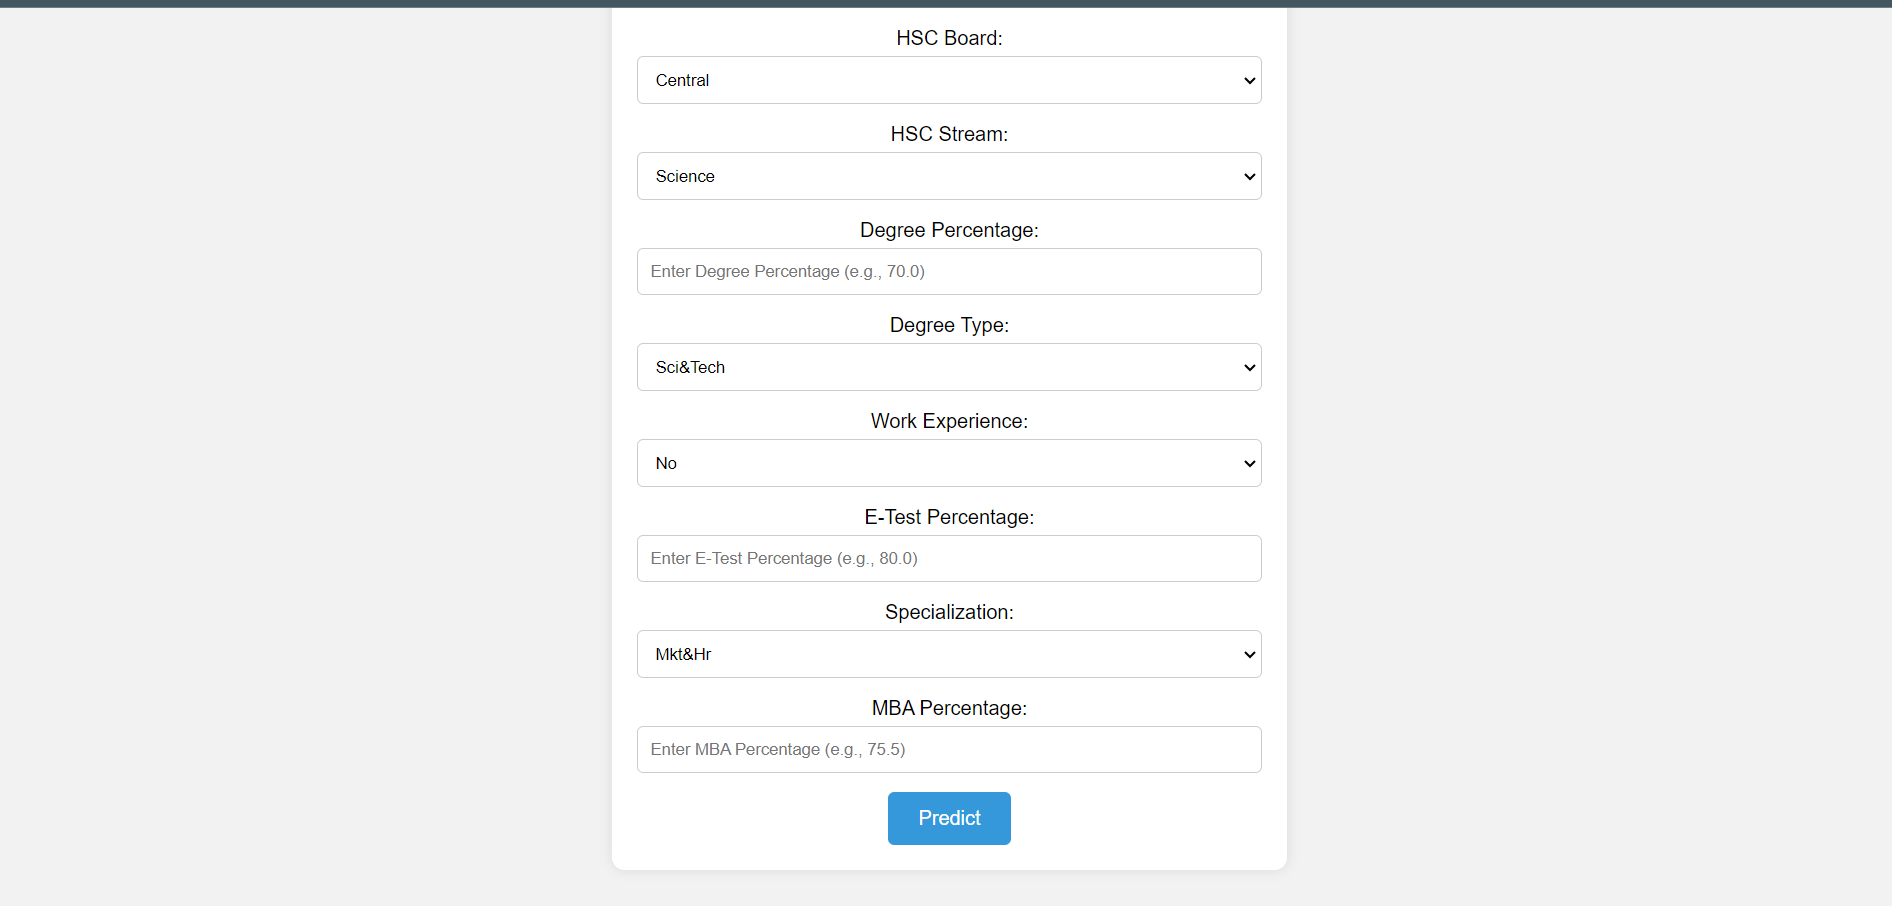 HSC Board:
Central
HSC Stream:
Science
Degree Percentage:
Enter Degree Percentage (e.g., 70.0)
Degree Type:
Sci&Tech
Work Experience:
No
E-Test Percentage:
Enter E-Test Percentage (e.g., 80.0)
Specialization:
Mkt&Hr
MBA Percentage:
Enter MBA Percentage (e.g., 75.5)
Predict